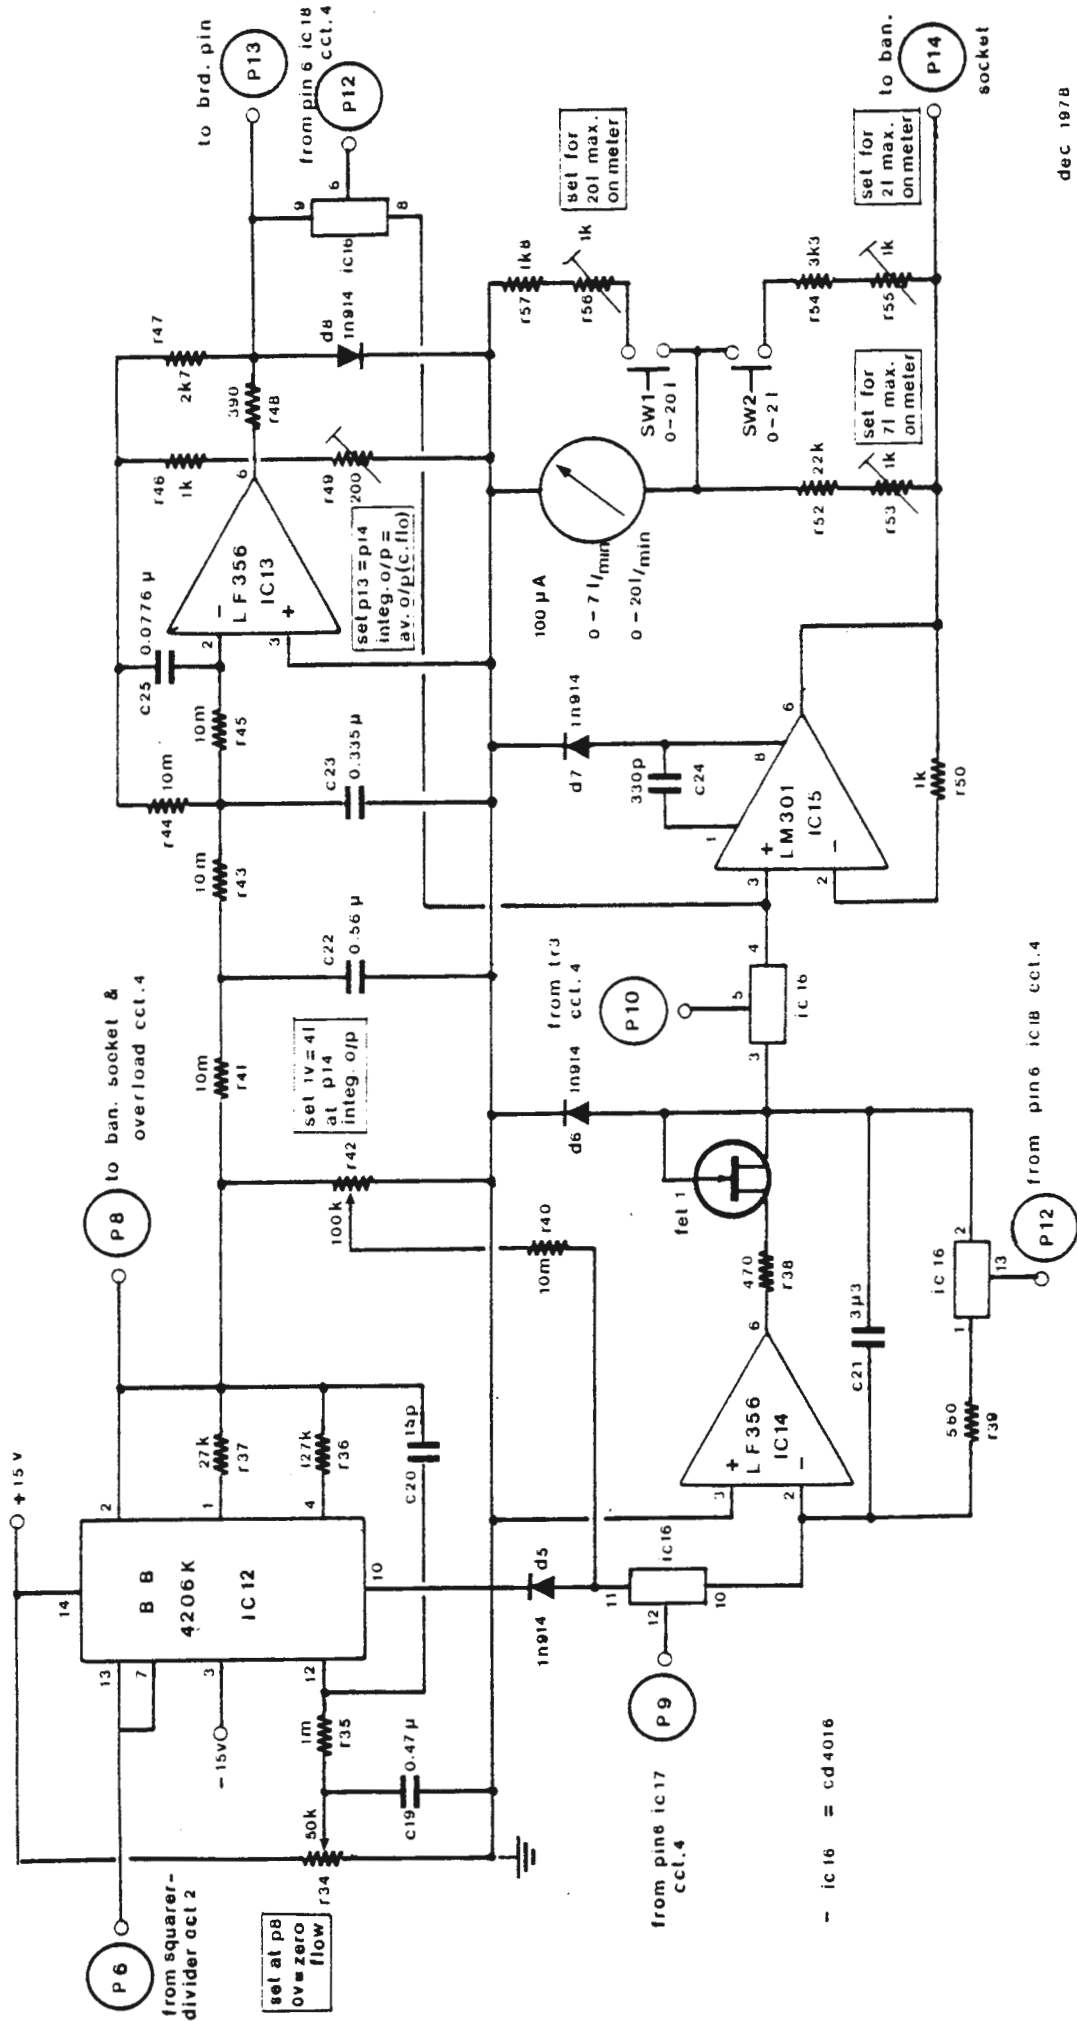 P6
from squarer-
divider cct 2
+15v
14
13
7
3
-15v
12
B B
4206K
IC12
2
1
4
10
27k
r37
r36
c20
15p
P8
to ban. socket &
overload cct.4
set at p8
0v=zero
flow
r34
50k
1m
r35
c19
0.47µ
100k
r42
set 1v=4l
at p14
integ. o/p
10m
r41
c22
0.56µ
10m
r43
r44
10m
c23
0.335µ
10m
r45
c25
0.0776µ
2
3
-
+
LF356
IC13
6
set p13=p14
integ. o/p=
av. o/p(c.flo)
r46
1k
r49
200
390
r48
2k7
r47
d8
1n914
ic16
9
6
8
to brd. pin
P13
from pin 6 ic18
cct.4
P12
1n914
d5
10m
r40
from pin6 ic17
cct.4
P9
12
11
10
ic16
3
2
+
-
LF356
IC14
6
470
r38
fet 1
d6
1n914
c21
3µ3
560
r39
1
2
13
ic16
P12
from pin6 ic18 cct.4
from tr3
cct.4
P10
5
3
4
ic16
3
2
+
-
LM301
IC15
1
8
6
330p
c24
d7
1n914
1k
r50
100µA
0-7l/min
0-20l/min
r57
1k8
r56
1k
set for
20l max.
on meter
SW1
0-20l
SW2
0-2l
r52
22k
r53
1k
set for
7l max.
on meter
r54
3k3
r55
1k
set for
2l max.
on meter
to ban.
P14
socket
- ic16 = cd4016
dec 1978